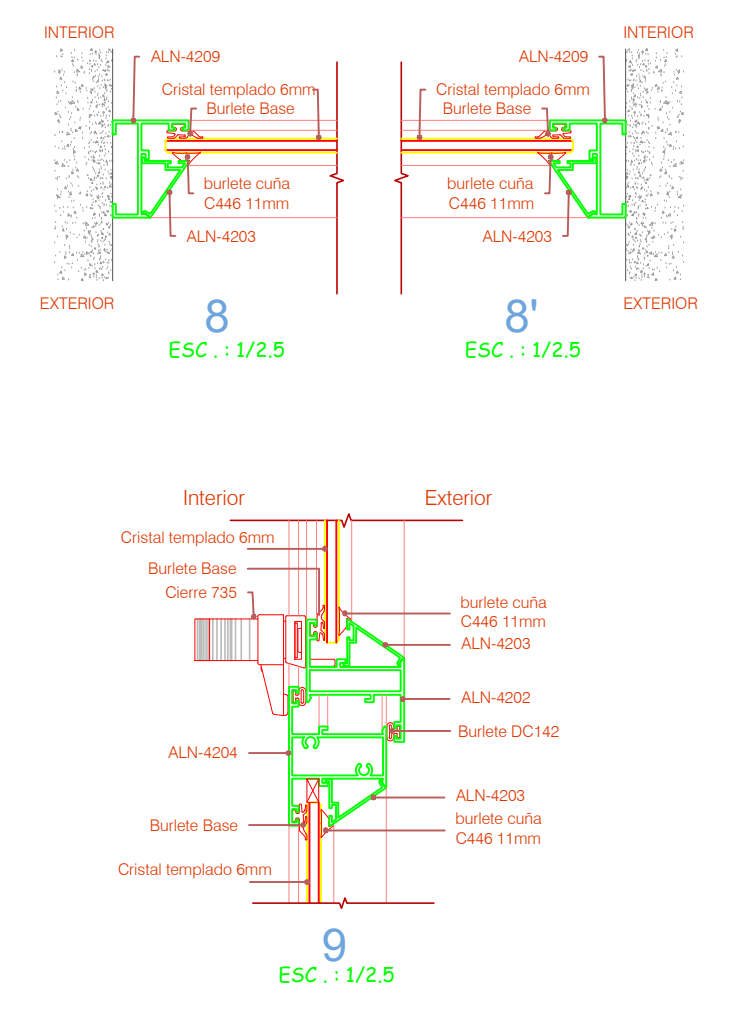 INTERIOR
ALN-4209
Cristal templado 6mm
Burlete Base
burlete cuña
C446 11mm
ALN-4203
EXTERIOR
8
ESC . : 1/2.5
INTERIOR
ALN-4209
Cristal templado 6mm
Burlete Base
burlete cuña
C446 11mm
ALN-4203
EXTERIOR
8'
ESC . : 1/2.5
Interior
Exterior
Cristal templado 6mm
Burlete Base
Cierre 735
burlete cuña
C446 11mm
ALN-4203
ALN-4202
Burlete DC142
ALN-4204
ALN-4203
burlete cuña
C446 11mm
Burlete Base
Cristal templado 6mm
9
ESC . : 1/2.5